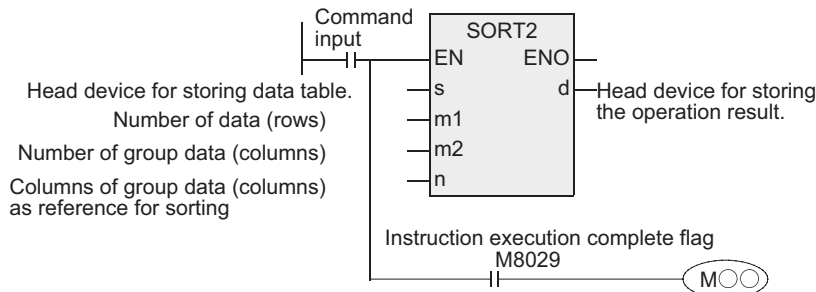 Command
input
SORT2
EN ENO
Head device for storing data table.
s d
Head device for storing
the operation result.
Number of data (rows)
m1
Number of group data (columns)
m2
Columns of group data (columns)
as reference for sorting
n
Instruction execution complete flag
M8029
M○○